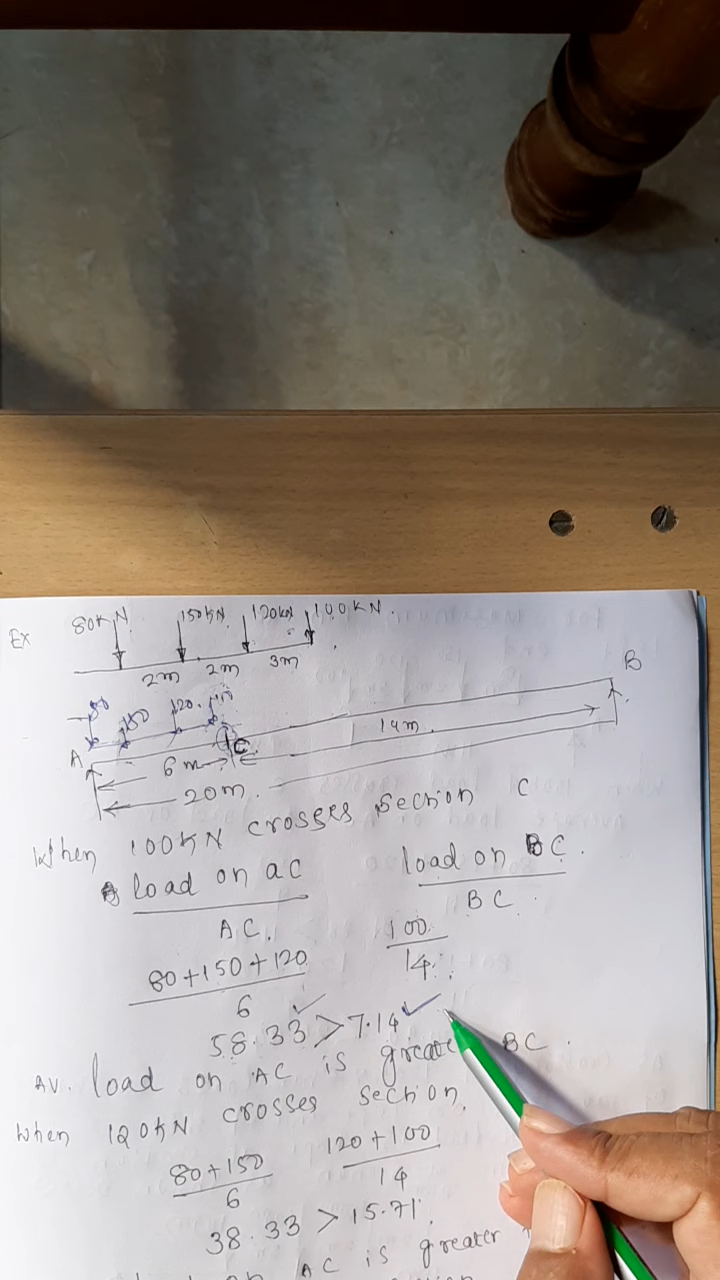 Ex 80KN 150KN 120KN 100KN.
2m 2m 3m
80 150 120. 100
B
A 6m C 14m.
20m.
When 100KN crosses section C
load on ac load on BC.
AC. BC
80+150+120 100
6 14
58.33 > 7.14
Av. load on AC is greate BC.
When 120KN crosses section.
80+150 120+100
6 14
38.33 > 15.71.
AC is greater